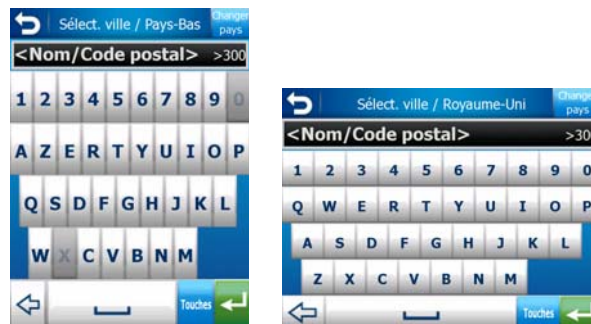 Sélect. ville / Pays-Bas
Changer
pays
<Nom/Code postal> >300
1 2 3 4 5 6 7 8 9 0
A Z E R T Y U I O P
Q S D F G H J K L
W X C V B N M
Touches
Sélect. ville / Royaume-Uni
Changer
pays
<Nom/Code postal> >300
1 2 3 4 5 6 7 8 9 0
Q W E R T Y U I O P
A S D F G H J K L
Z X C V B N M
Touches